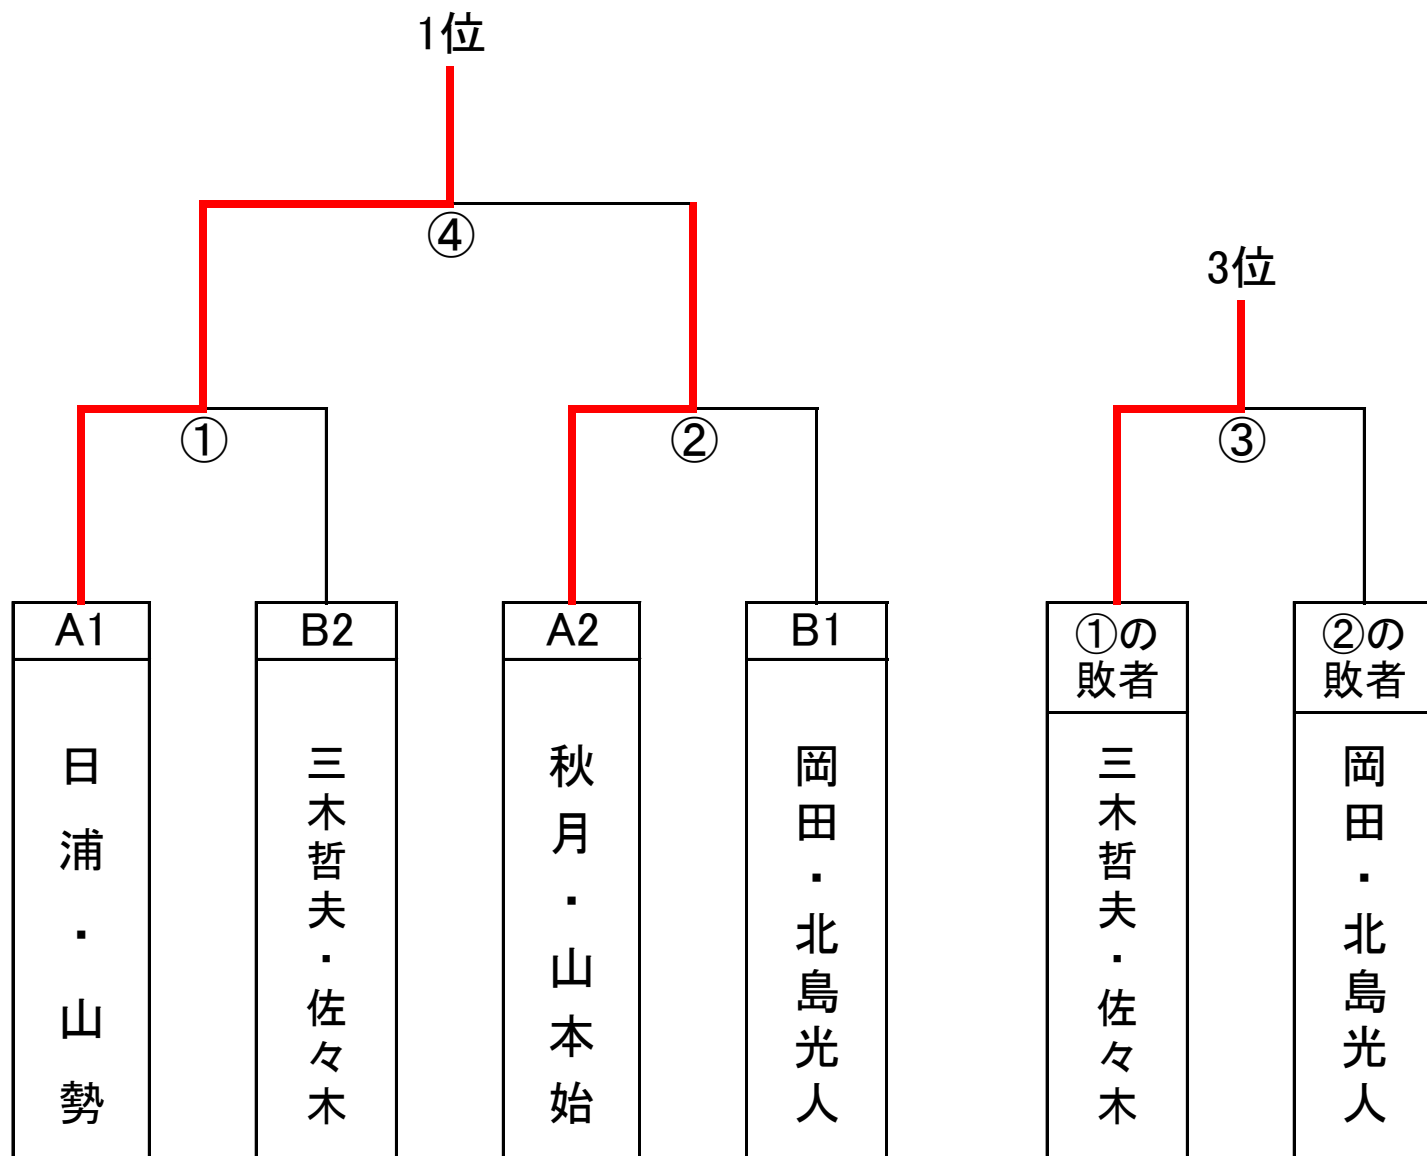 1位
④
3位
①
②
③
A1
B2
A2
B1
①の
敗者
②の
敗者
日浦・山勢
三木哲夫・佐々木
秋月・山本始
岡田・北島光人
三木哲夫・佐々木
岡田・北島光人